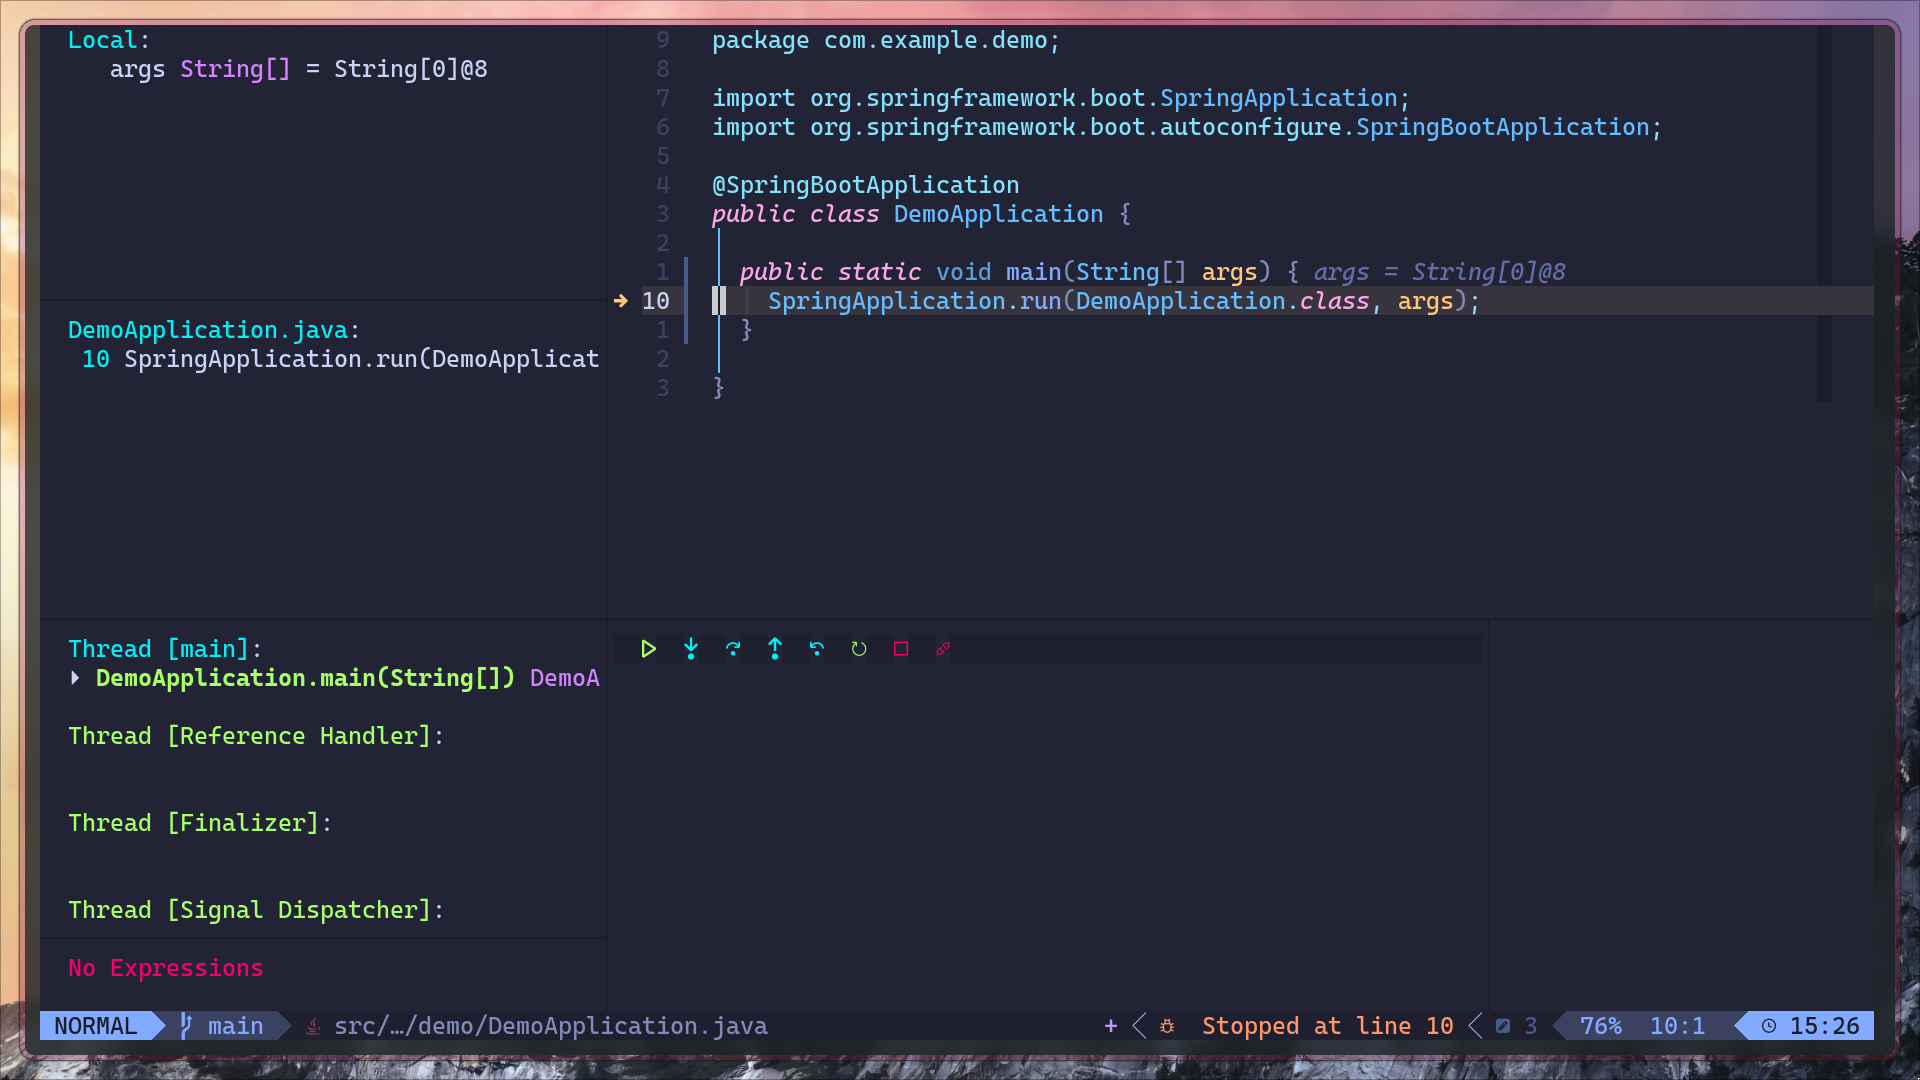 Local:
args String[] = String[0]@8
DemoApplication.java:
10 SpringApplication.run(DemoApplicat
Thread [main]:
DemoApplication.main(String[]) DemoA
Thread [Reference Handler]:
Thread [Finalizer]:
Thread [Signal Dispatcher]:
No Expressions
9 package com.example.demo;
8
7 import org.springframework.boot.SpringApplication;
6 import org.springframework.boot.autoconfigure.SpringBootApplication;
5
4 @SpringBootApplication
3 public class DemoApplication {
2
1 public static void main(String[] args) { args = String[0]@8
10 SpringApplication.run(DemoApplication.class, args);
1 }
2
3 }
NORMAL main src/…/demo/DemoApplication.java + Stopped at line 10 3 76% 10:1 15:26